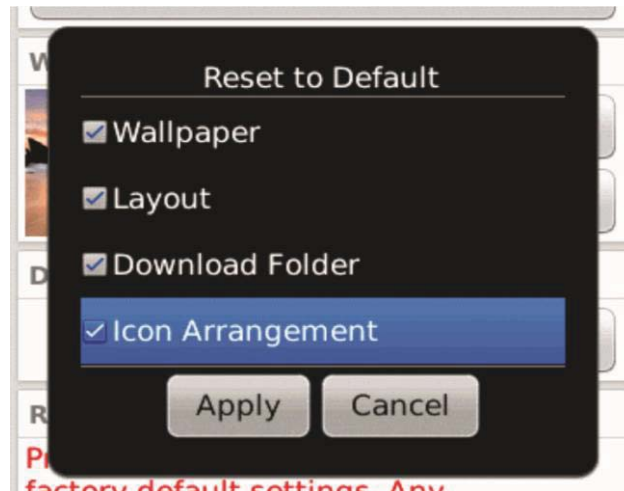 Reset to Default
Wallpaper
Layout
Download Folder
Icon Arrangement
Apply Cancel
factory default settings. Any